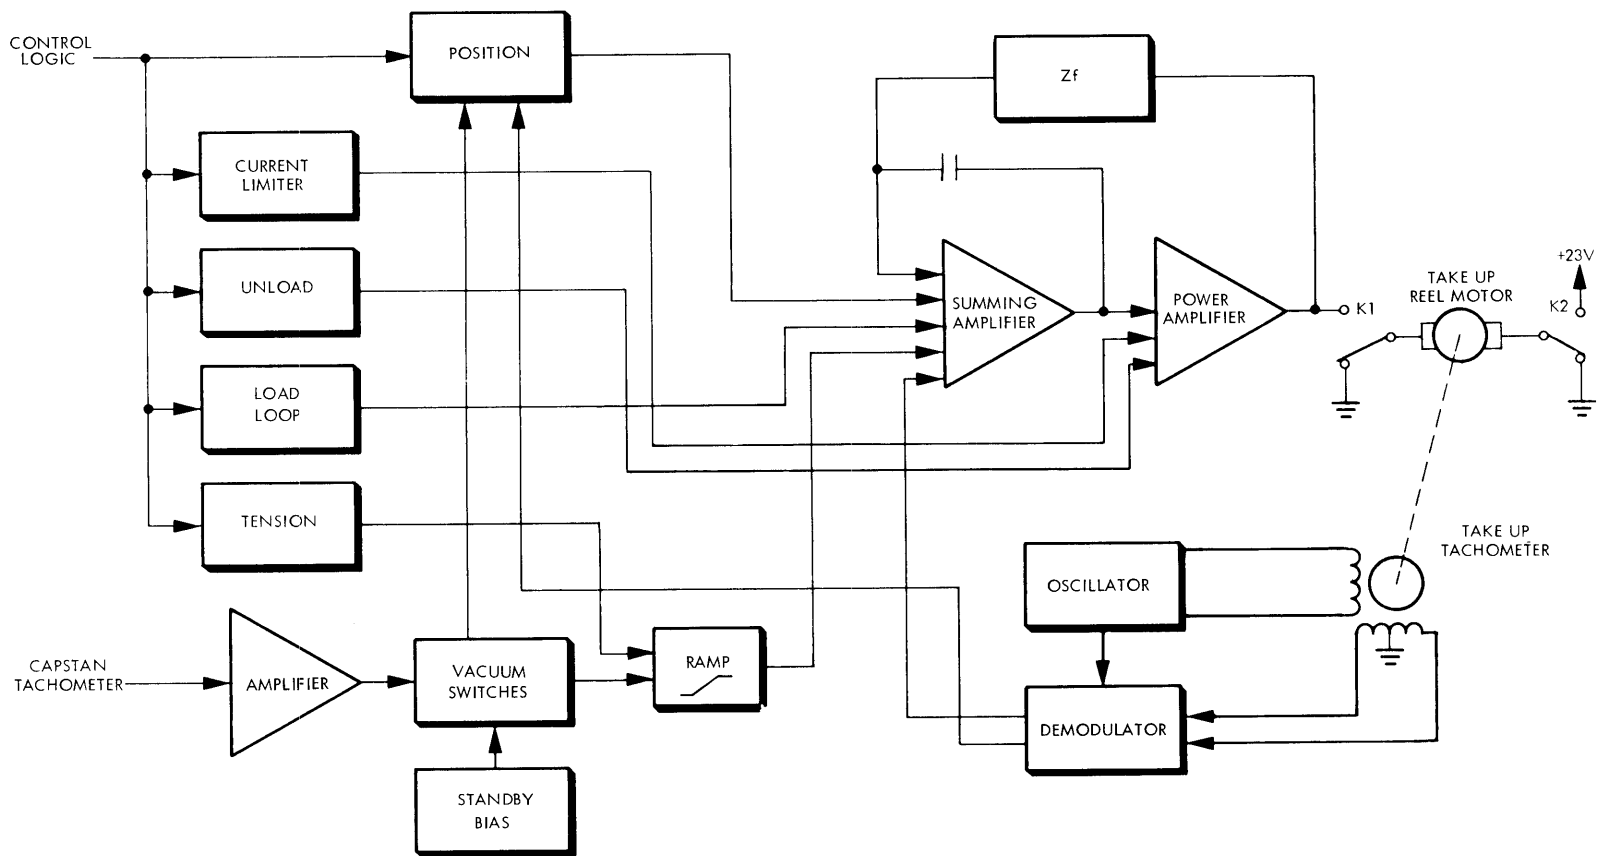 CONTROL
LOGIC
POSITION
Zf
CURRENT
LIMITER
UNLOAD
LOAD
LOOP
TENSION
SUMMING
AMPLIFIER
POWER
AMPLIFIER
K1
TAKE UP
REEL MOTOR
+23V
K2
TAKE UP
TACHOMETER
OSCILLATOR
CAPSTAN
TACHOMETER
AMPLIFIER
VACUUM
SWITCHES
RAMP
DEMODULATOR
STANDBY
BIAS